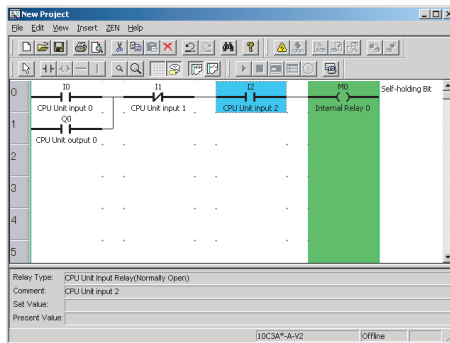 New Project
File Edit View Insert ZEN Help
0 I0 I1 I2 M0 Self-holding Bit
CPU Unit input 0 CPU Unit input 1 CPU Unit input 2 Internal Relay 0
1 Q0
CPU Unit output 0
2
3
4
5
Relay Type: CPU Unit Input Relay(Normally Open)
Comment: CPU Unit input 2
Set Value:
Present Value:
10C3A*-A-V2 Offline